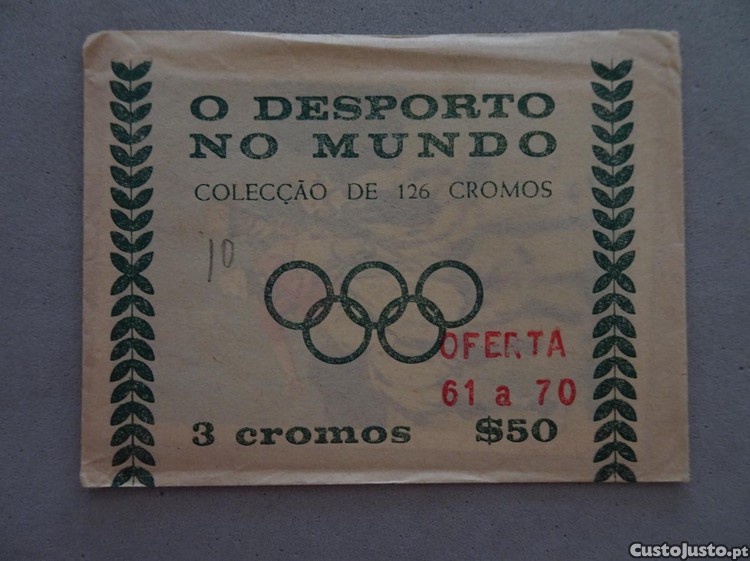 O DESPORTO
NO MUNDO
COLECÇÃO DE 126 CROMOS
10
OFERTA
61 a 70
3 cromos $50
CustoJusto.pt